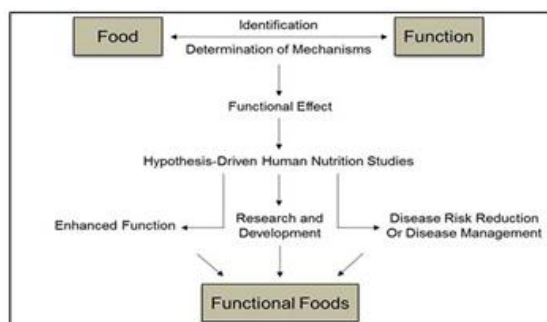 Identification
Food
Function
Determination of Mechanisms
Functional Effect
Hypothesis-Driven Human Nutrition Studies
Enhanced Function
Research and
Development
Disease Risk Reduction
Or Disease Management
Functional Foods